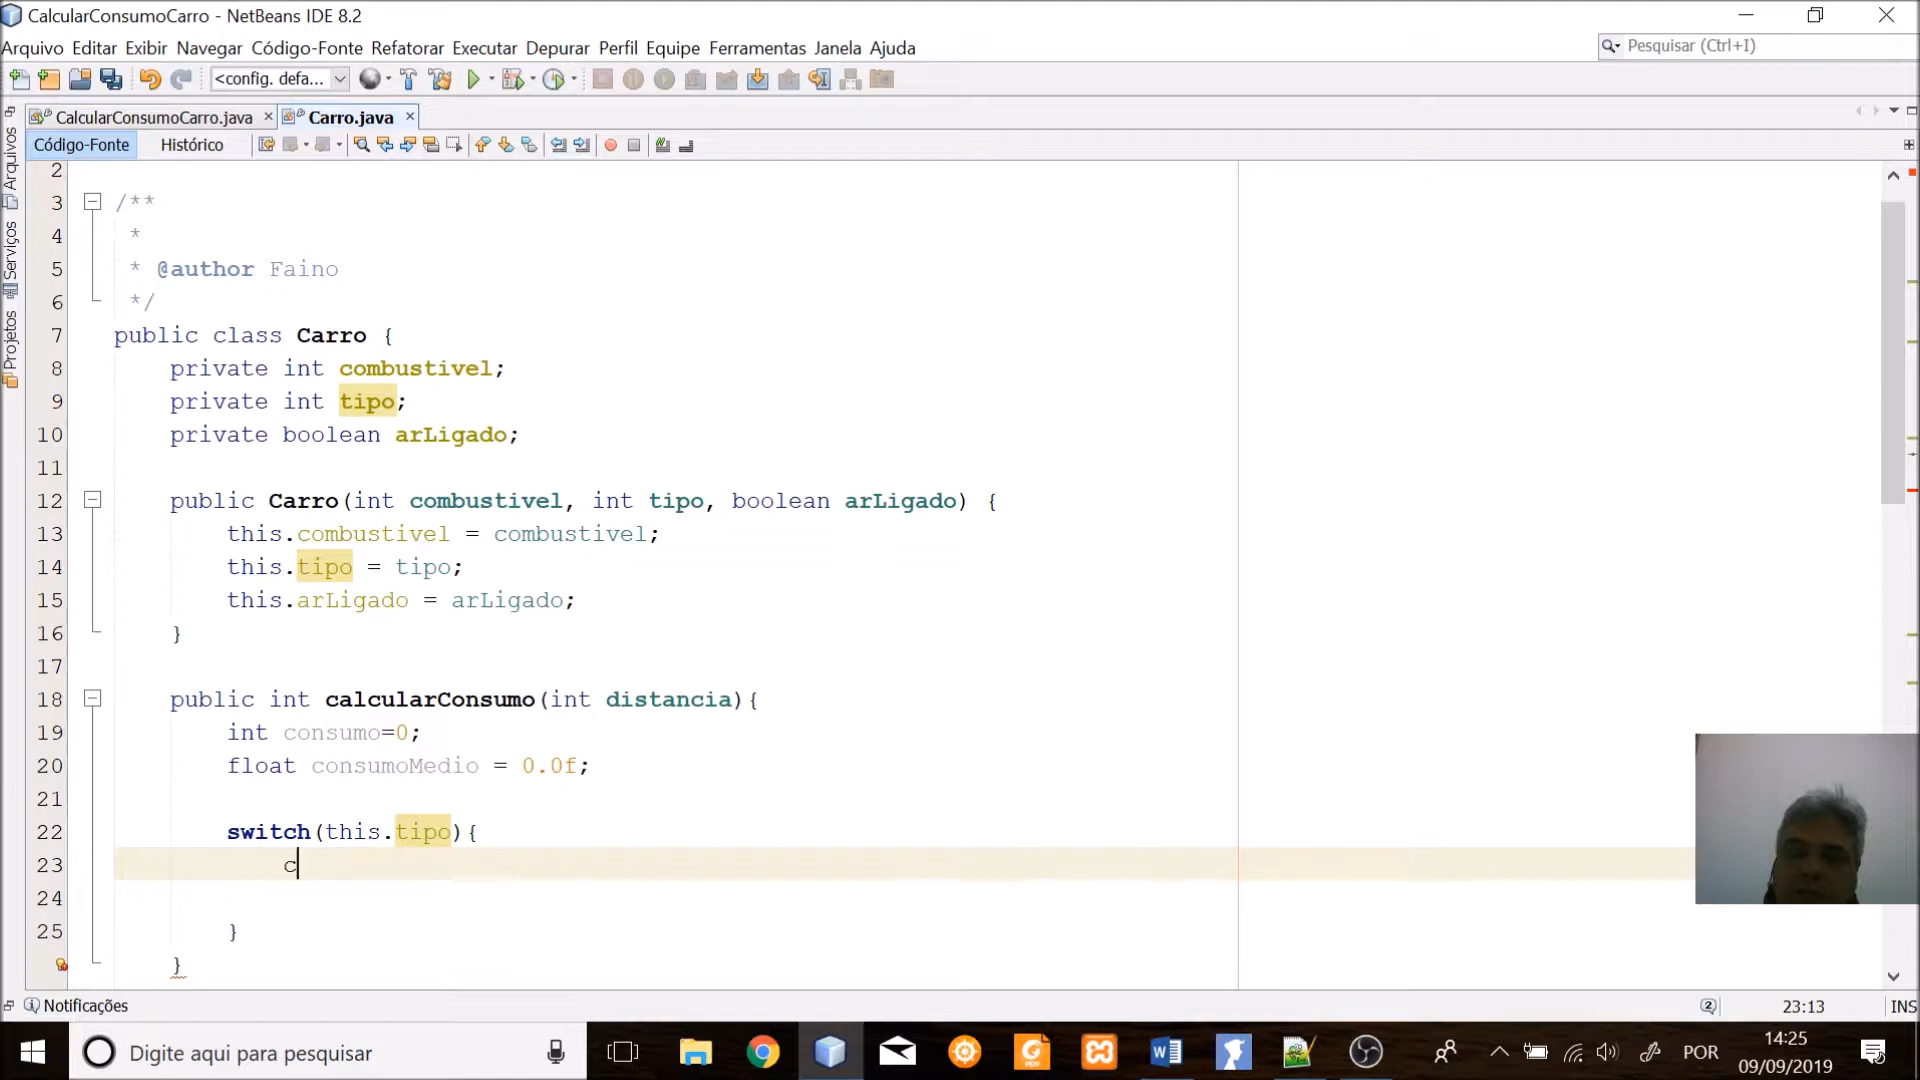 CalcularConsumoCarro - NetBeans IDE 8.2
Arquivo Editar Exibir Navegar Código-Fonte Refatorar Executar Depurar Perfil Equipe Ferramentas Janela Ajuda
Pesquisar (Ctrl+I)
<config. defa...
CalcularConsumoCarro.java Carro.java
Código-Fonte Histórico
Arquivos
Serviços
Projetos
2
3 /**
4 *
5 * @author Faino
6 */
7 public class Carro {
8 private int combustivel;
9 private int tipo;
10 private boolean arLigado;
11
12 public Carro(int combustivel, int tipo, boolean arLigado) {
13 this.combustivel = combustivel;
14 this.tipo = tipo;
15 this.arLigado = arLigado;
16 }
17
18 public int calcularConsumo(int distancia){
19 int consumo=0;
20 float consumoMedio = 0.0f;
21
22 switch(this.tipo){
23 c
24
25 }
}
Notificações 2 23:13 INS
Digite aqui para pesquisar
PDF
POR
14:25
09/09/2019